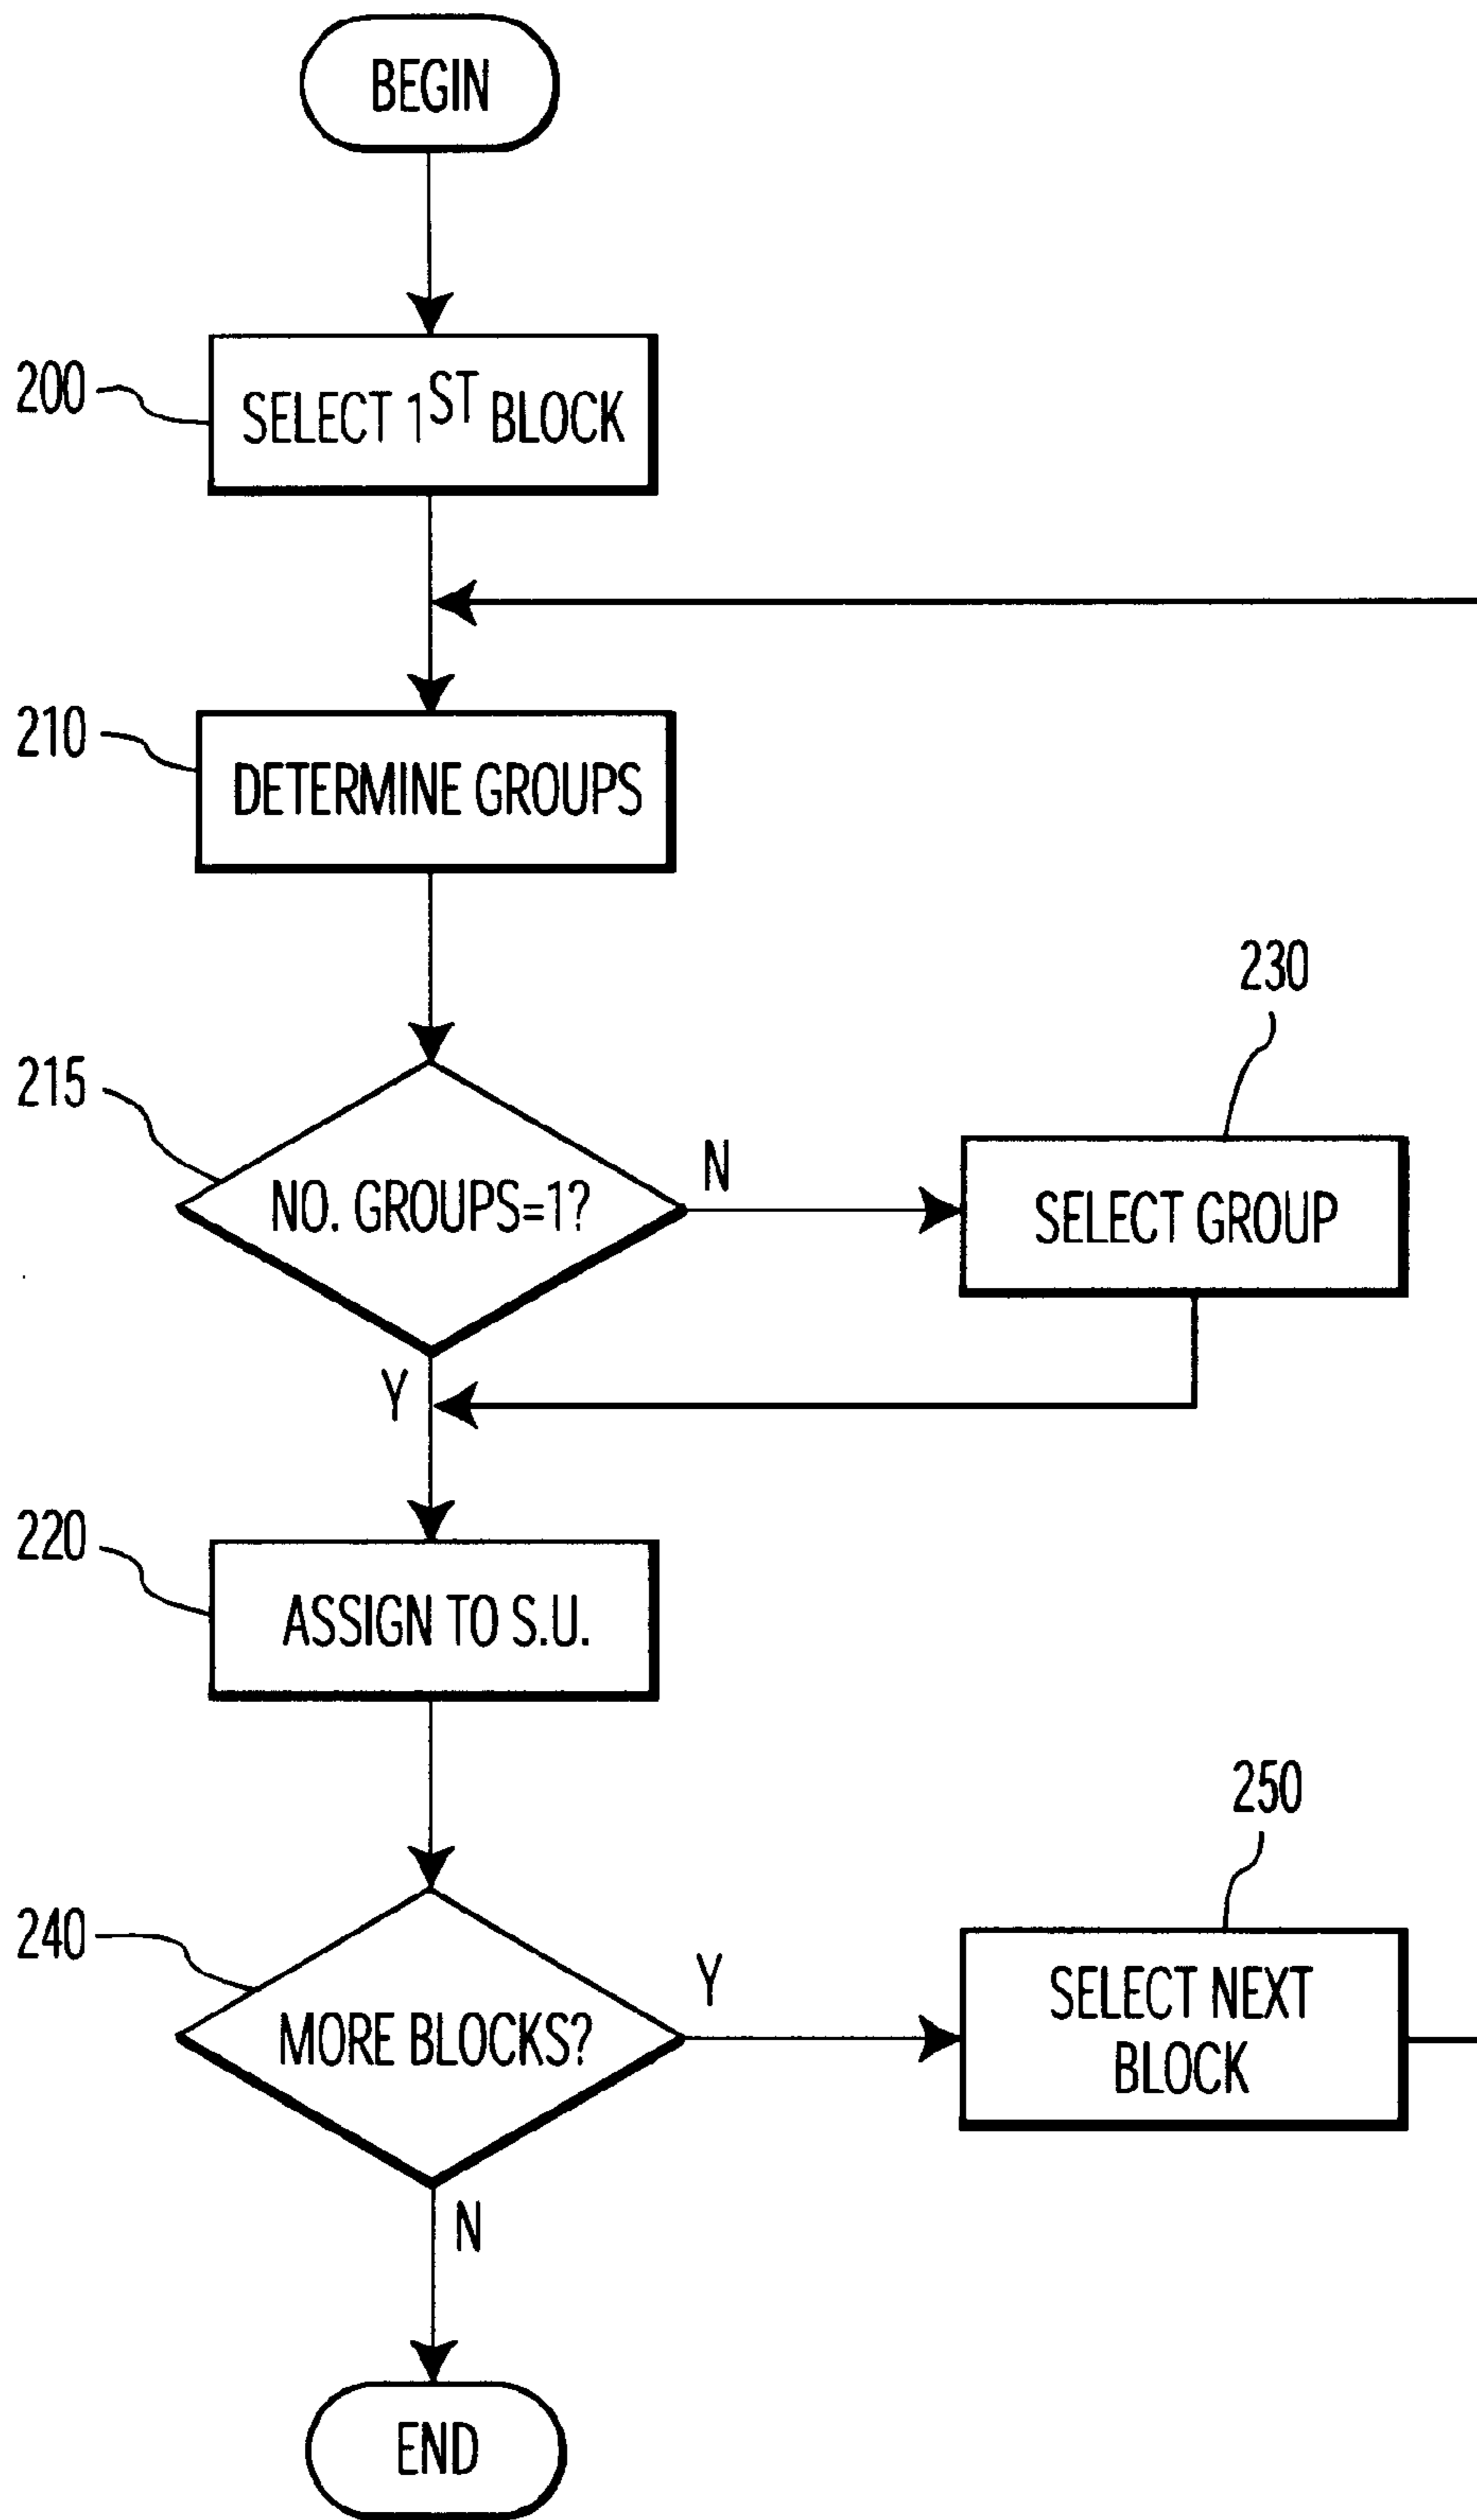 BEGIN
200
SELECT 1ST BLOCK
210
DETERMINE GROUPS
230
215
NO. GROUPS=1?
N
SELECT GROUP
Y
220
ASSIGN TO S.U.
250
240
MORE BLOCKS?
Y
SELECT NEXT
BLOCK
N
END